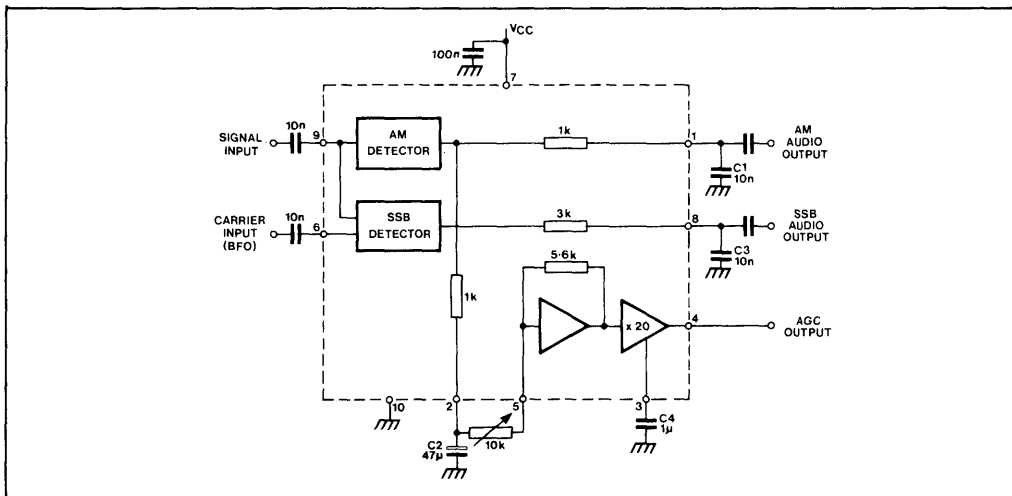 VCC
100n
7
SIGNAL
INPUT
10n
9
AM
DETECTOR
1k
1
AM
AUDIO
OUTPUT
C1
10n
CARRIER
INPUT
(BFO)
10n
6
SSB
DETECTOR
3k
8
SSB
AUDIO
OUTPUT
C3
10n
1k
5·6k
x 20
4
AGC
OUTPUT
10
2
5
3
C2
47µ
10k
C4
1µ